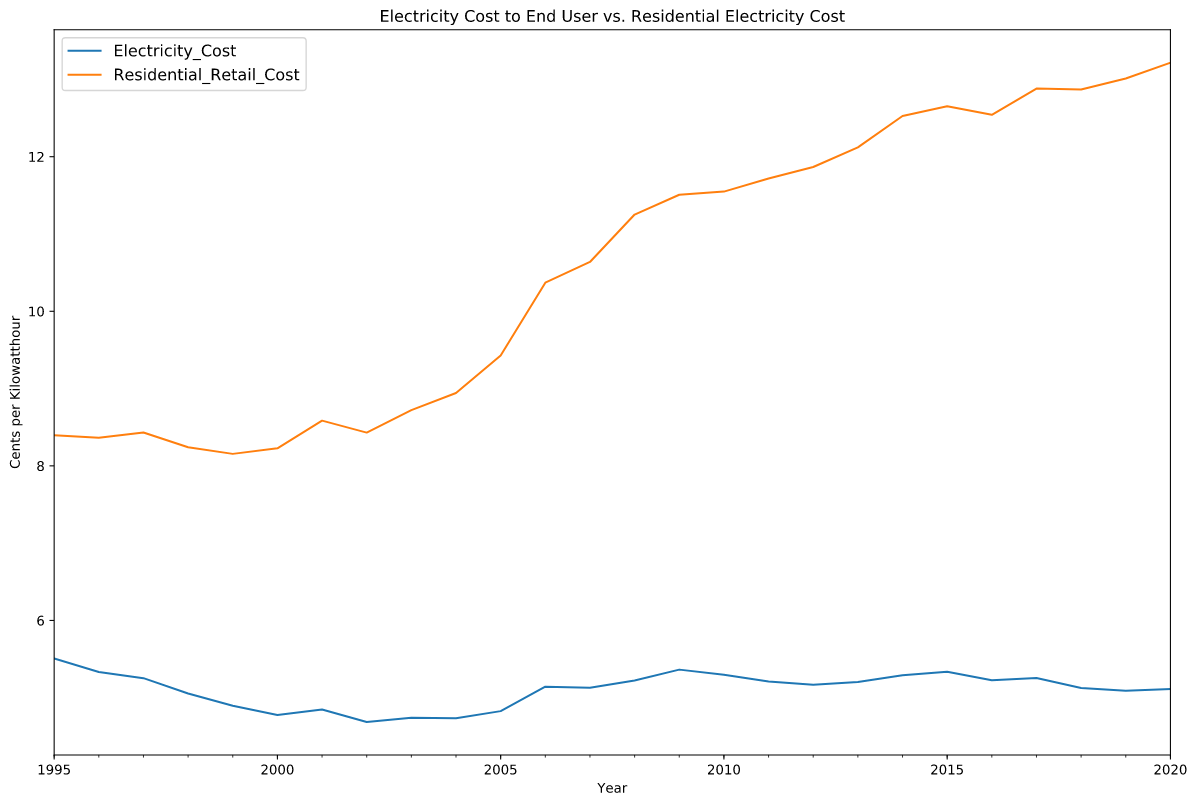 Electricity Cost to End User vs. Residential Electricity Cost
Electricity_Cost
Residential_Retail_Cost
Cents per Kilowatthour
12
10
8
6
1995 2000 2005 2010 2015 2020
Year